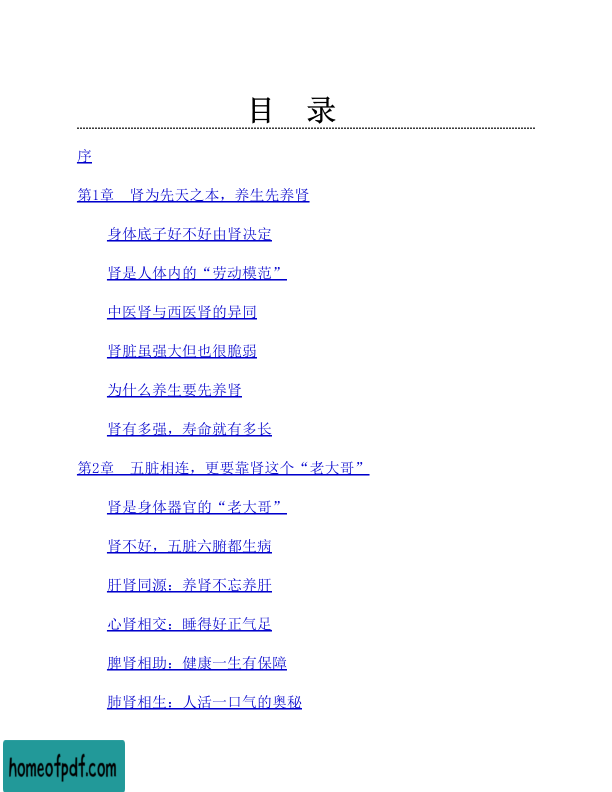 目　录
序
第1章　肾为先天之本，养生先养肾
身体底子好不好由肾决定
肾是人体内的“劳动模范”
中医肾与西医肾的异同
肾脏虽强大但也很脆弱
为什么养生要先养肾
肾有多强，寿命就有多长
第2章　五脏相连，更要靠肾这个“老大哥”
肾是身体器官的“老大哥”
肾不好，五脏六腑都生病
肝肾同源：养肾不忘养肝
心肾相交：睡得好正气足
脾肾相助：健康一生有保障
肺肾相生：人活一口气的奥秘
homeofpdf.com